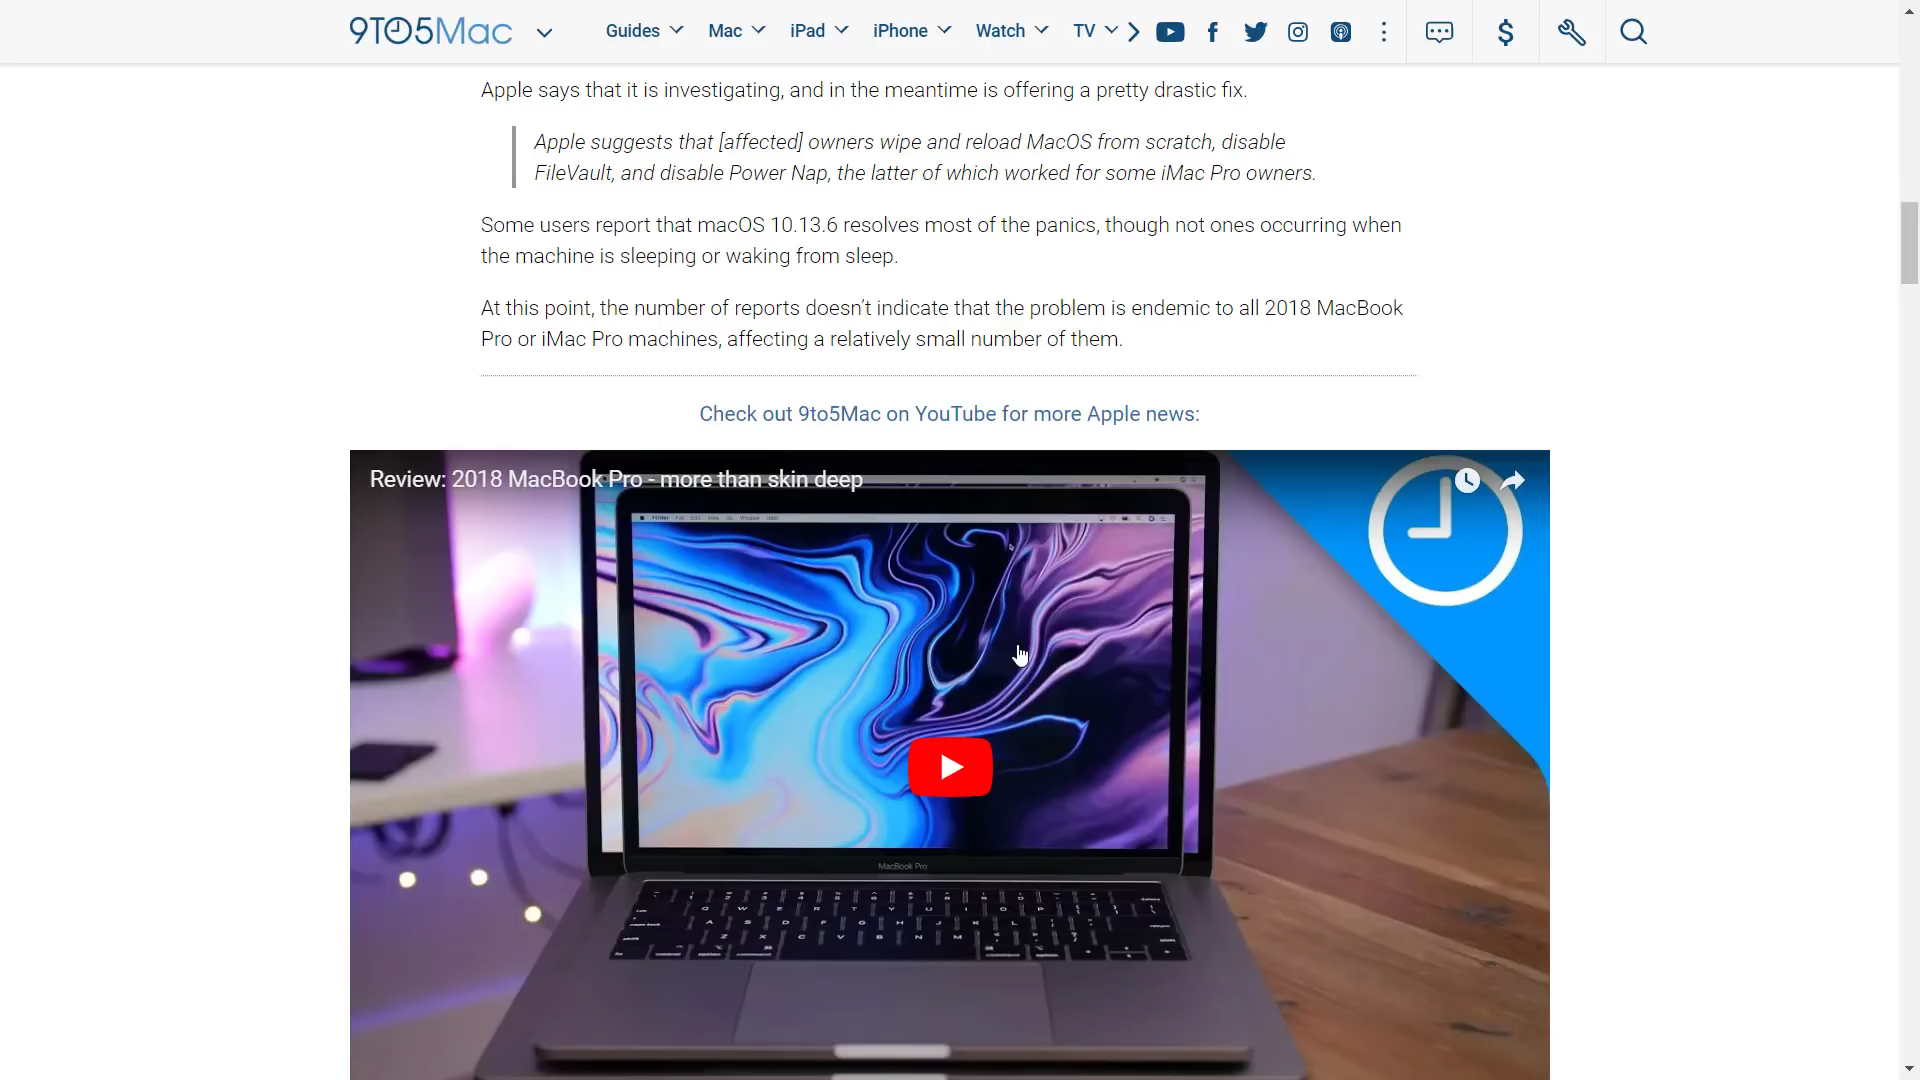 9TO5Mac
Guides Mac iPad iPhone Watch TV
Apple says that it is investigating, and in the meantime is offering a pretty drastic fix.
Apple suggests that [affected] owners wipe and reload MacOS from scratch, disable
FileVault, and disable Power Nap, the latter of which worked for some iMac Pro owners.
Some users report that macOS 10.13.6 resolves most of the panics, though not ones occurring when
the machine is sleeping or waking from sleep.
At this point, the number of reports doesn't indicate that the problem is endemic to all 2018 MacBook
Pro or iMac Pro machines, affecting a relatively small number of them.
Check out 9to5Mac on YouTube for more Apple news:
Review: 2018 MacBook Pro - more than skin deep
MacBook Pro